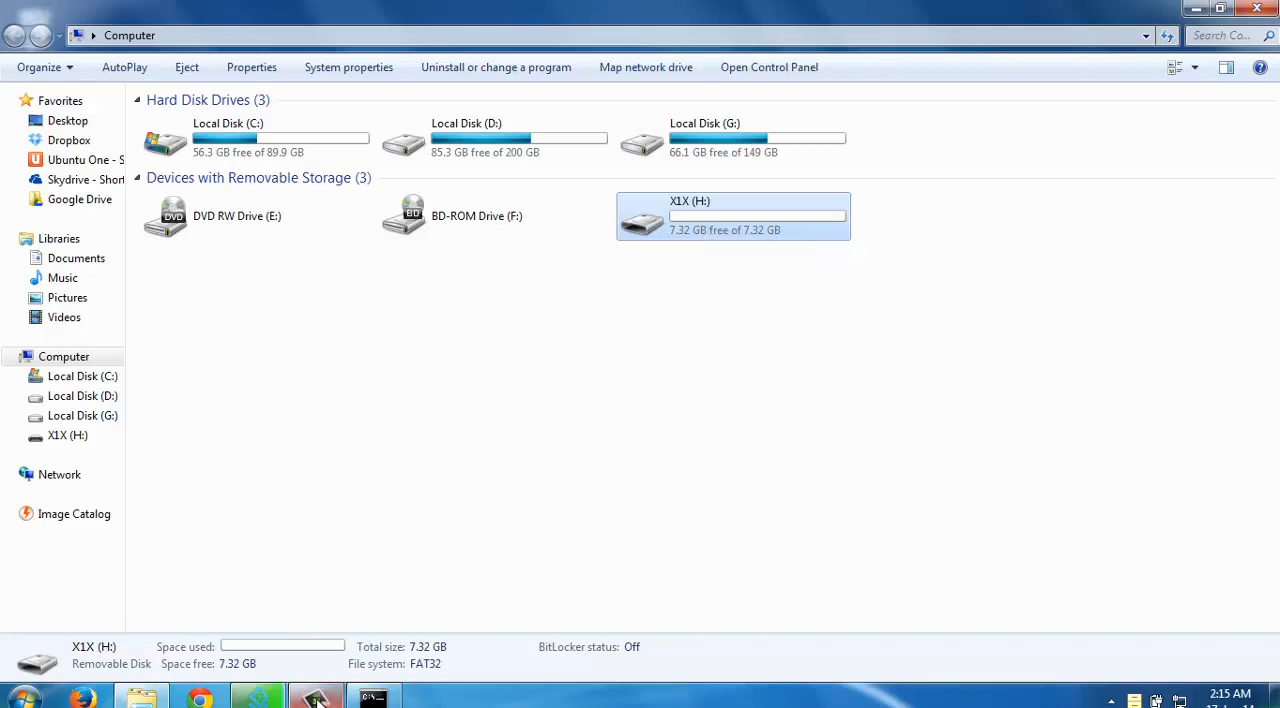 Computer
Search Co...
Organize
AutoPlay
Eject
Properties
System properties
Uninstall or change a program
Map network drive
Open Control Panel
Favorites
Desktop
Dropbox
Ubuntu One - S
Skydrive - Short
Google Drive
Libraries
Documents
Music
Pictures
Videos
Computer
Local Disk (C:)
Local Disk (D:)
Local Disk (G:)
X1X (H:)
Network
Image Catalog
Hard Disk Drives (3)
Local Disk (C:)
56.3 GB free of 89.9 GB
Local Disk (D:)
85.3 GB free of 200 GB
Local Disk (G:)
66.1 GB free of 149 GB
Devices with Removable Storage (3)
DVD
DVD RW Drive (E:)
BD
BD-ROM Drive (F:)
X1X (H:)
7.32 GB free of 7.32 GB
X1X (H:)
Space used:
Total size: 7.32 GB
BitLocker status: Off
Removable Disk
Space free: 7.32 GB
File system: FAT32
C:\.
2:15 AM